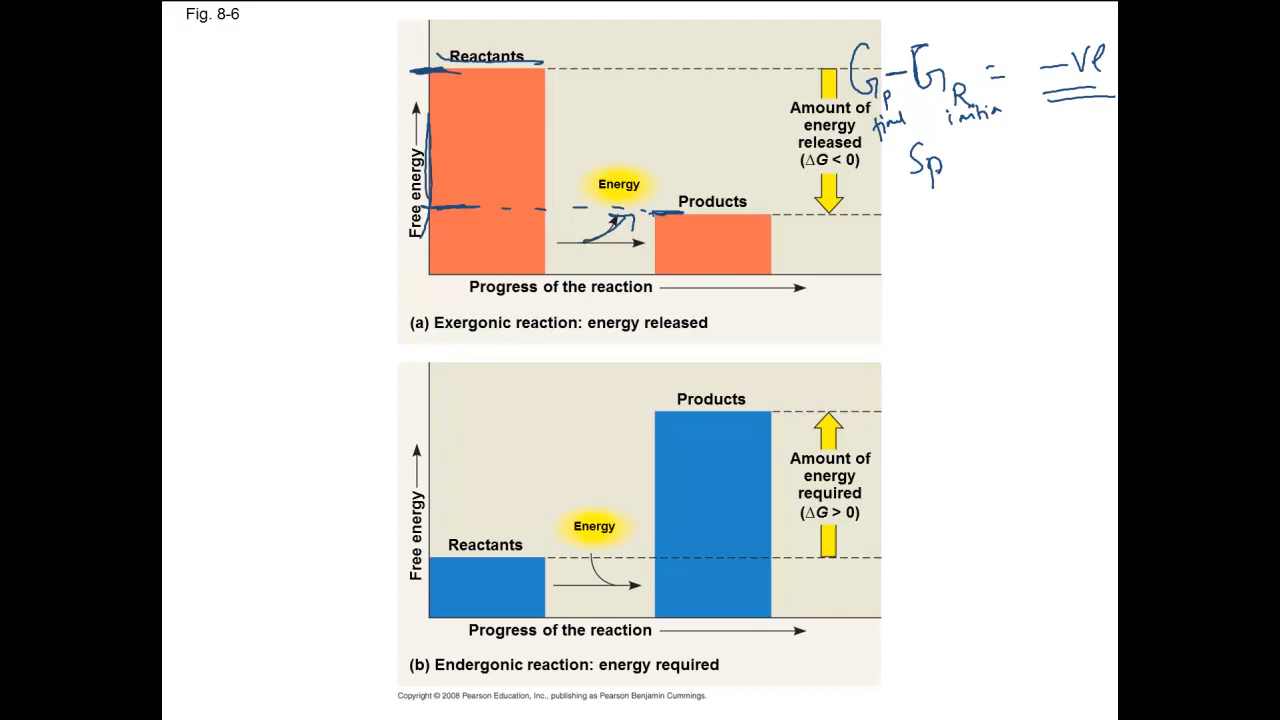 Fig. 8-6
Reactants
Free energy
Energy
Products
Amount of
energy
released
(ΔG < 0)
Progress of the reaction
(a) Exergonic reaction: energy released
G_P - G_R = -ve
final initial
Sp
Products
Amount of
energy
required
(ΔG > 0)
Free energy
Energy
Reactants
Progress of the reaction
(b) Endergonic reaction: energy required
Copyright © 2008 Pearson Education, Inc., publishing as Pearson Benjamin Cummings.